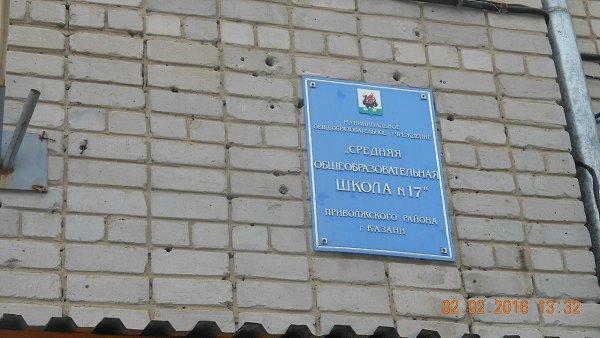 МУНИЦИПАЛЬНОЕ
ОБЩЕОБРАЗОВАТЕЛЬНОЕ УЧРЕЖДЕНИЕ
„СРЕДНЯЯ
ОБЩЕОБРАЗОВАТЕЛЬНАЯ
ШКОЛА №17"
ПРИВОЛЖСКОГО РАЙОНА
г КАЗАНИ
02.02.2016 13:32